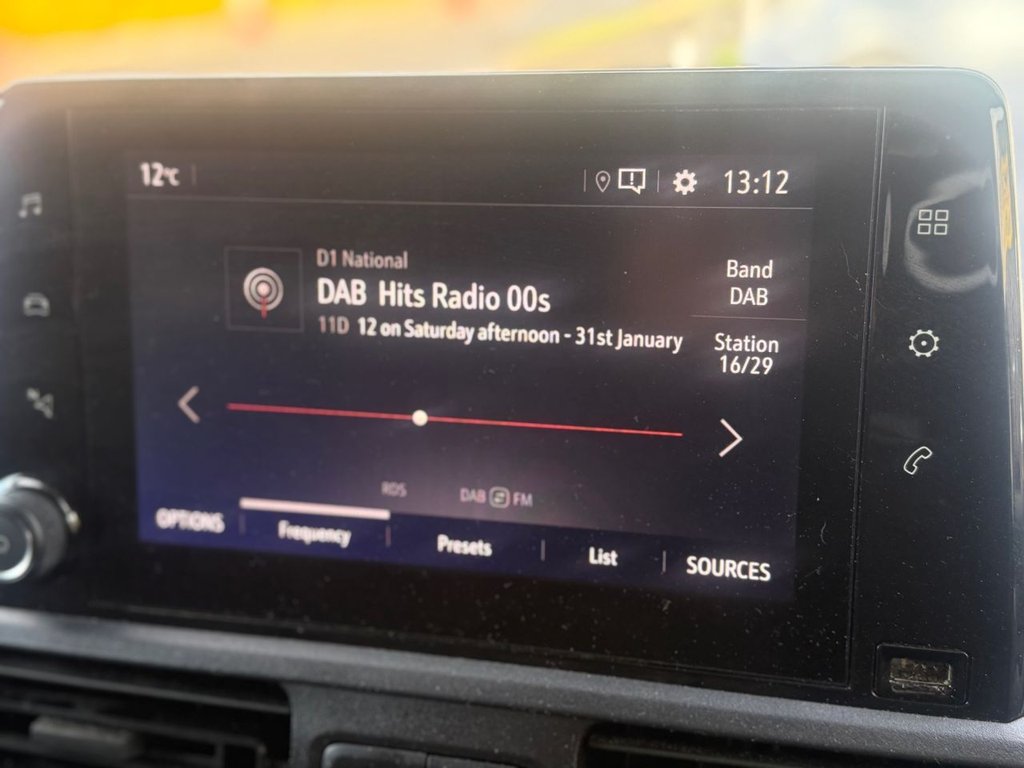 12°C
13:12
D1 National
DAB Hits Radio 00s
11D 12 on Saturday afternoon - 31st January
Band
DAB
Station
16/29
RDS
DAB FM
OPTIONS
Frequency
Presets
List
SOURCES